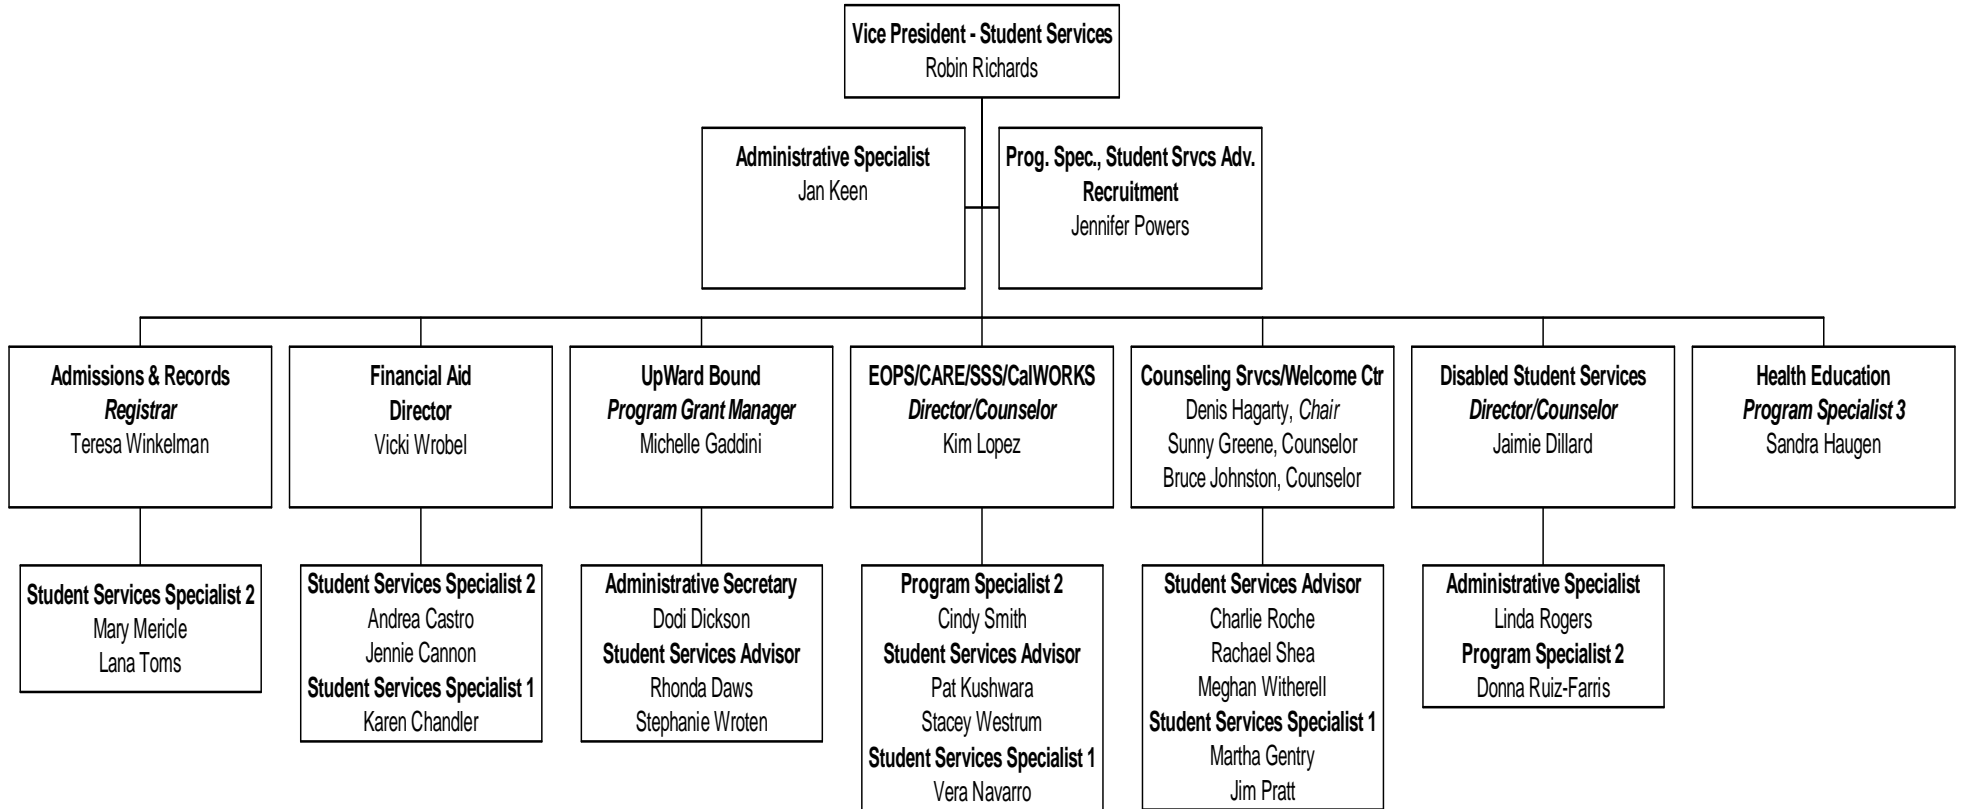 Vice President - Student Services
Robin Richards
Administrative Specialist
Jan Keen
Prog. Spec., Student Srvcs Adv.
Recruitment
Jennifer Powers
Admissions & Records
Registrar
Teresa Winkelman
Financial Aid
Director
Vicki Wrobel
UpWard Bound
Program Grant Manager
Michelle Gaddini
EOPS/CARE/SSS/CalWORKS
Director/Counselor
Kim Lopez
Counseling Srvcs/Welcome Ctr
Denis Hagarty, Chair
Sunny Greene, Counselor
Bruce Johnston, Counselor
Disabled Student Services
Director/Counselor
Jaimie Dillard
Health Education
Program Specialist 3
Sandra Haugen
Student Services Specialist 2
Mary Mericle
Lana Toms
Student Services Specialist 2
Andrea Castro
Jennie Cannon
Student Services Specialist 1
Karen Chandler
Administrative Secretary
Dodi Dickson
Student Services Advisor
Rhonda Daws
Stephanie Wroten
Program Specialist 2
Cindy Smith
Student Services Advisor
Pat Kushwara
Stacey Westrum
Student Services Specialist 1
Vera Navarro
Student Services Advisor
Charlie Roche
Rachael Shea
Meghan Witherell
Student Services Specialist 1
Martha Gentry
Jim Pratt
Administrative Specialist
Linda Rogers
Program Specialist 2
Donna Ruiz-Farris